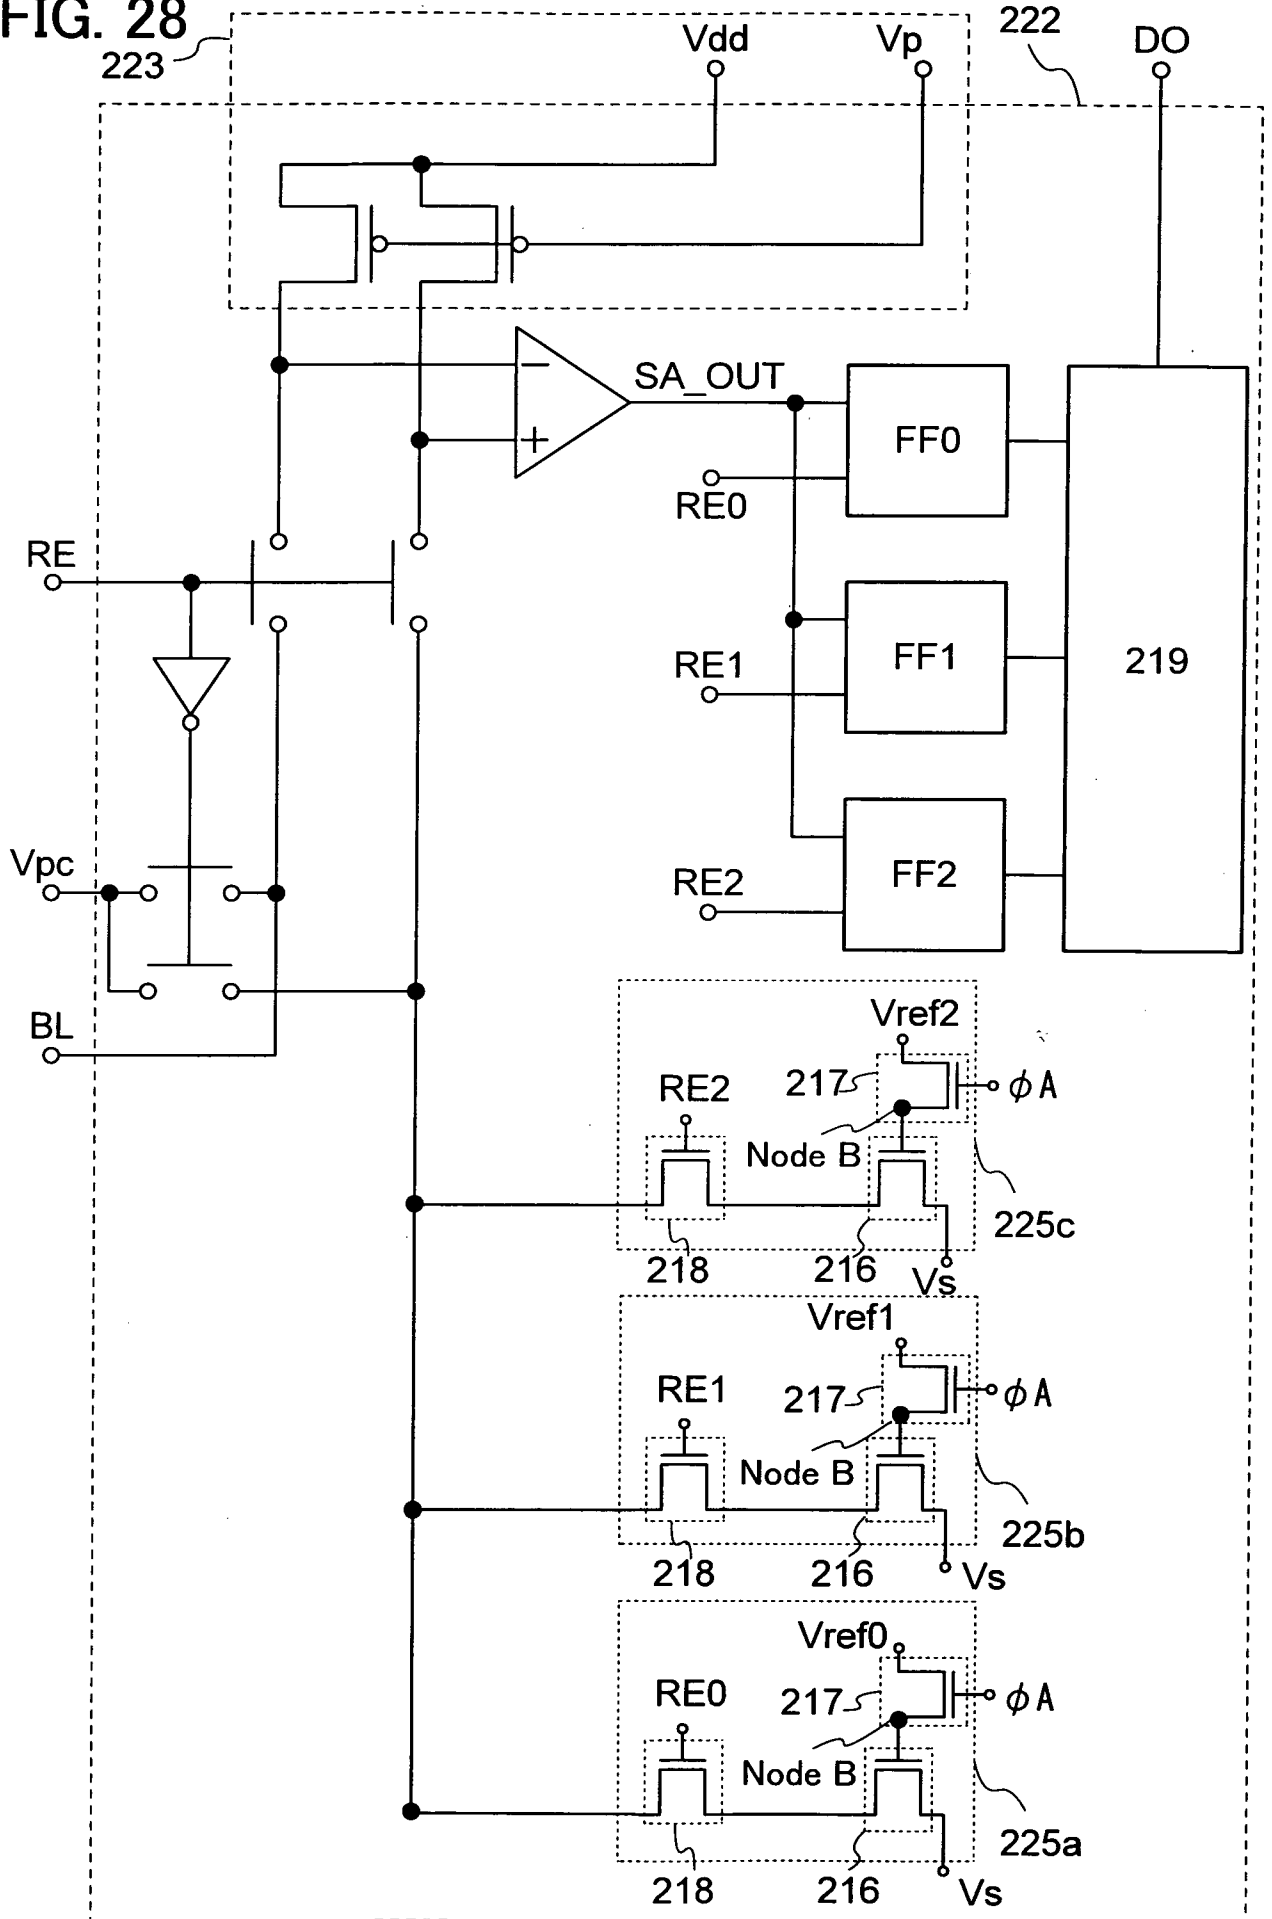 FIG. 28
223
Vdd
Vp
222
DO
−
+
SA_OUT
FF0
RE0
RE
FF1
RE1
219
Vpc
FF2
RE2
BL
Vref2
217
φA
RE2
Node B
225c
218
216
Vs
Vref1
217
φA
RE1
Node B
225b
218
216
Vs
Vref0
217
φA
RE0
Node B
225a
218
216
Vs